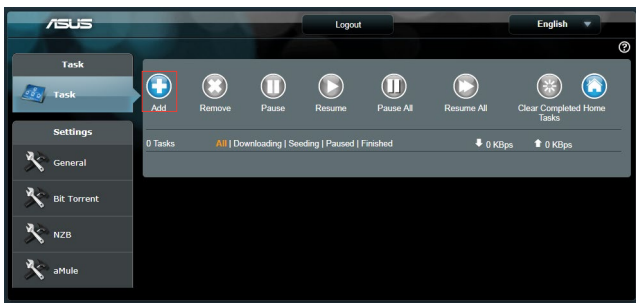 ASUS
Logout
English
?
Task
Task
Settings
General
Bit Torrent
NZB
aMule
Add
Remove
Pause
Resume
Pause All
Resume All
Clear Completed
Tasks
Home
0 Tasks
All | Downloading | Seeding | Paused | Finished
0 KBps
0 KBps